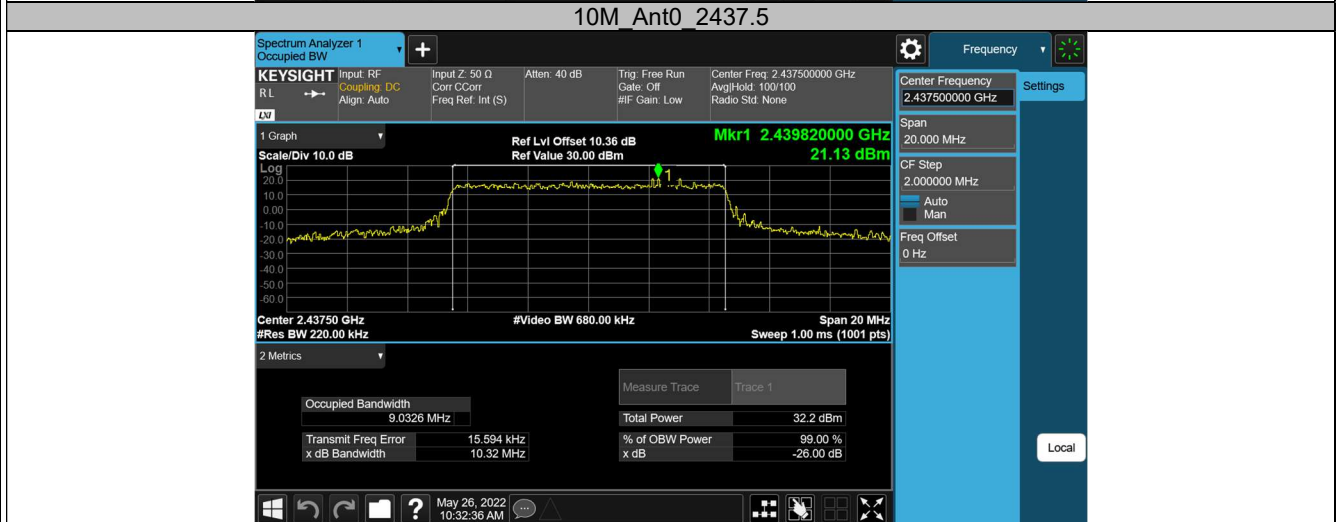 10M_Ant0_2437.5
Spectrum Analyzer 1
Occupied BW
Frequency
KEYSIGHT
R L
LXI
Input: RF
Coupling: DC
Align: Auto
Input Z: 50 Ω
Corr CCorr
Freq Ref: Int (S)
Atten: 40 dB
Trig: Free Run
Gate: Off
#IF Gain: Low
Center Freq: 2.437500000 GHz
Avg|Hold: 100/100
Radio Std: None
Center Frequency
2.437500000 GHz
Settings
Span
20.000 MHz
CF Step
2.000000 MHz
Auto
Man
Freq Offset
0 Hz
Local
1 Graph
Scale/Div 10.0 dB
Ref Lvl Offset 10.36 dB
Ref Value 30.00 dBm
Mkr1 2.439820000 GHz
21.13 dBm
Log
20.0
10.0
0.00
-10.0
-20.0
-30.0
-40.0
-50.0
-60.0
1
Center 2.43750 GHz
#Video BW 680.00 kHz
Span 20 MHz
#Res BW 220.00 kHz
Sweep 1.00 ms (1001 pts)
2 Metrics
Measure Trace Trace 1
Occupied Bandwidth
9.0326 MHz
Total Power 32.2 dBm
Transmit Freq Error 15.594 kHz
% of OBW Power 99.00 %
x dB Bandwidth 10.32 MHz
x dB -26.00 dB
?
May 26, 2022
10:32:36 AM